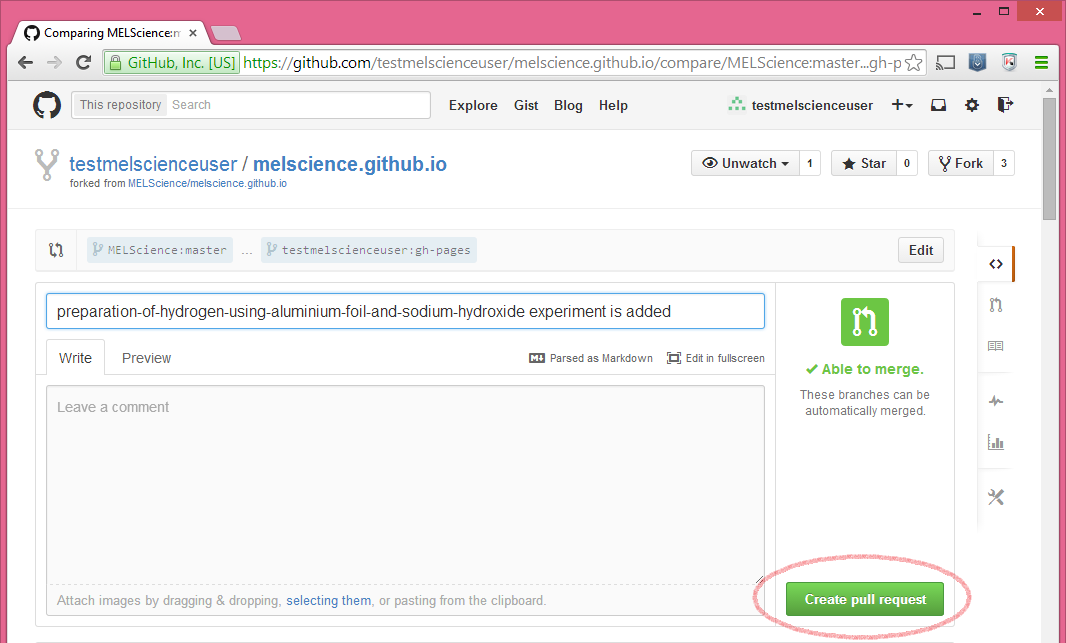 Comparing MELScience:m
GitHub, Inc. [US] https://github.com/testmelscienceuser/melscience.github.io/compare/MELScience:master...gh-p
This repository Search Explore Gist Blog Help testmelscienceuser
testmelscienceuser / melscience.github.io
forked from MELScience/melscience.github.io
Unwatch 1 Star 0 Fork 3
MELScience:master ... testmelscienceuser:gh-pages Edit
preparation-of-hydrogen-using-aluminium-foil-and-sodium-hydroxide experiment is added
Write Preview Parsed as Markdown Edit in fullscreen
Able to merge.
These branches can be
automatically merged.
Leave a comment
Attach images by dragging & dropping, selecting them, or pasting from the clipboard.
Create pull request